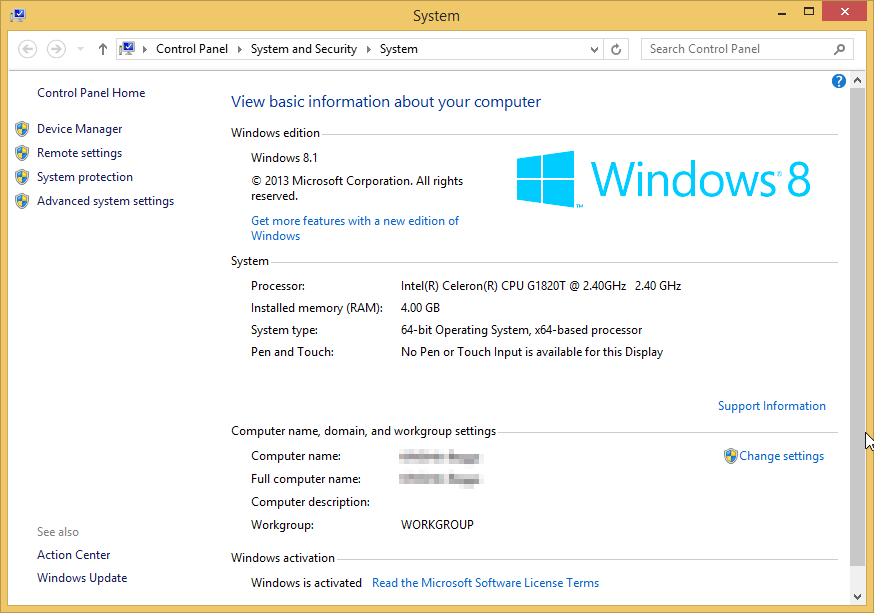 System
Control Panel
System and Security
System
Search Control Panel
?
Control Panel Home
Device Manager
Remote settings
System protection
Advanced system settings
See also
Action Center
Windows Update
View basic information about your computer
Windows edition
Windows 8.1
© 2013 Microsoft Corporation. All rights
reserved.
Get more features with a new edition of
Windows
™ Windows® 8
System
Processor: Intel(R) Celeron(R) CPU G1820T @ 2.40GHz 2.40 GHz
Installed memory (RAM): 4.00 GB
System type: 64-bit Operating System, x64-based processor
Pen and Touch: No Pen or Touch Input is available for this Display
Support Information
Computer name, domain, and workgroup settings
Computer name:
Change settings
Full computer name:
Computer description:
Workgroup: WORKGROUP
Windows activation
Windows is activated Read the Microsoft Software License Terms